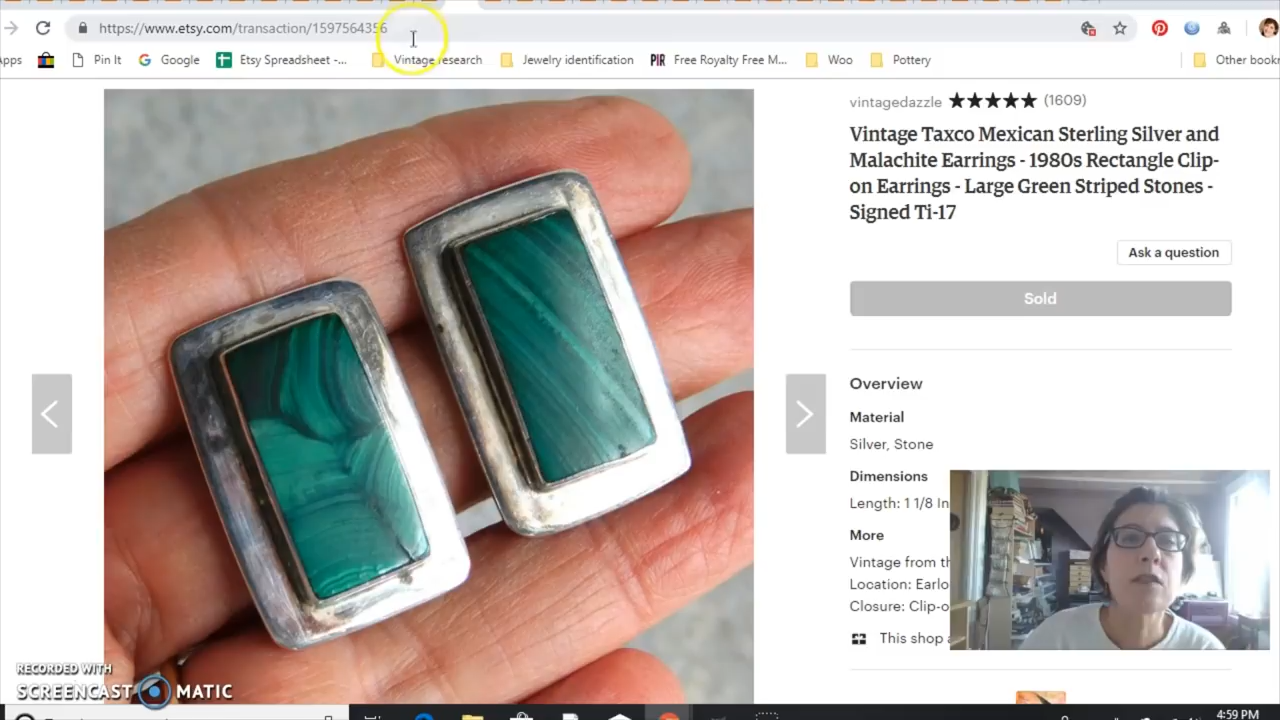 https://www.etsy.com/transaction/1597564356
Apps Pin It Google Etsy Spreadsheet -... Vintage research Jewelry identification PIR Free Royalty Free M... Woo Pottery Other book
vintagedazzle ★★★★★ (1609)
Vintage Taxco Mexican Sterling Silver and
Malachite Earrings - 1980s Rectangle Clip-
on Earrings - Large Green Striped Stones -
Signed Ti-17
Ask a question
Sold
Overview
Material
Silver, Stone
Dimensions
Length: 1 1/8 In
More
Vintage from th
Location: Earlo
Closure: Clip-o
This shop
RECORDED WITH
SCREENCAST MATIC
4:59 PM